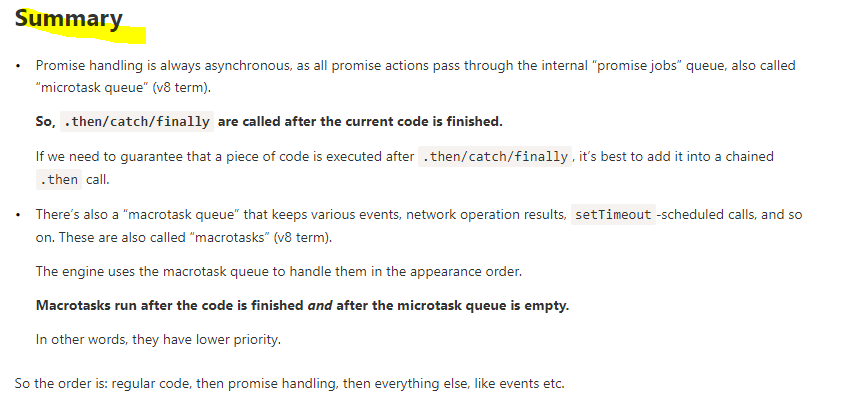 Summary
• Promise handling is always asynchronous, as all promise actions pass through the internal “promise jobs” queue, also called
“microtask queue” (v8 term).
So, .then/catch/finally are called after the current code is finished.
If we need to guarantee that a piece of code is executed after .then/catch/finally, it’s best to add it into a chained
.then call.
• There’s also a “macrotask queue” that keeps various events, network operation results, setTimeout-scheduled calls, and so
on. These are also called “macrotasks” (v8 term).
The engine uses the macrotask queue to handle them in the appearance order.
Macrotasks run after the code is finished and after the microtask queue is empty.
In other words, they have lower priority.
So the order is: regular code, then promise handling, then everything else, like events etc.